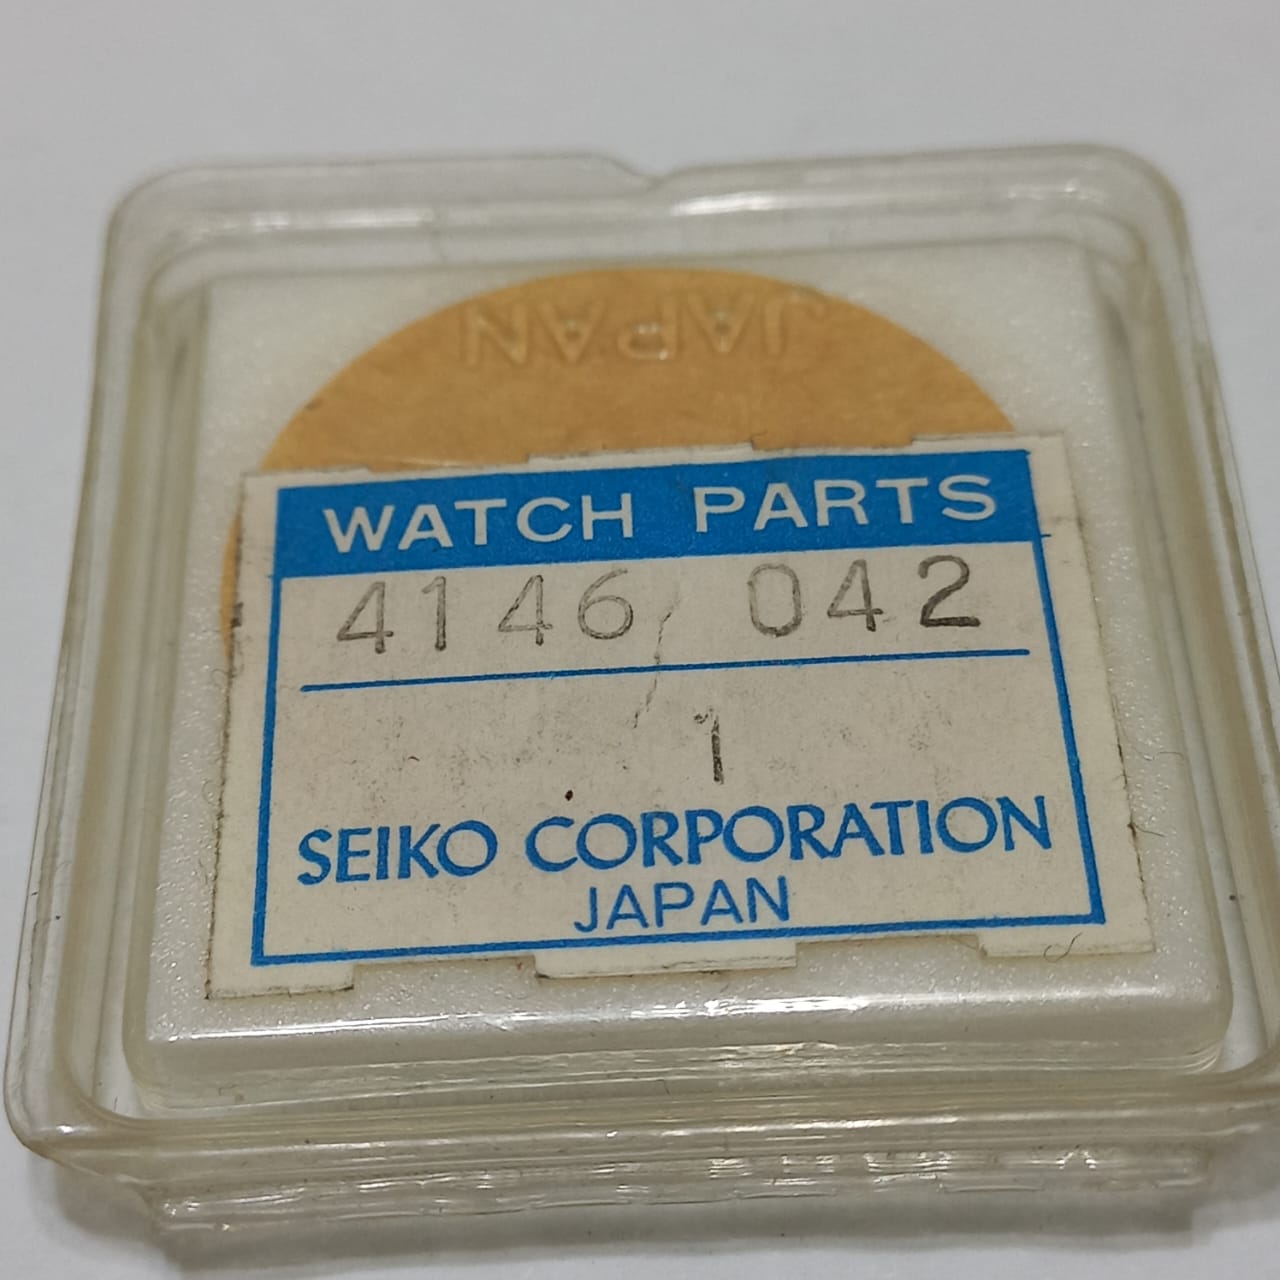 JAPAN
WATCH PARTS
4146 042
1
SEIKO CORPORATION
JAPAN